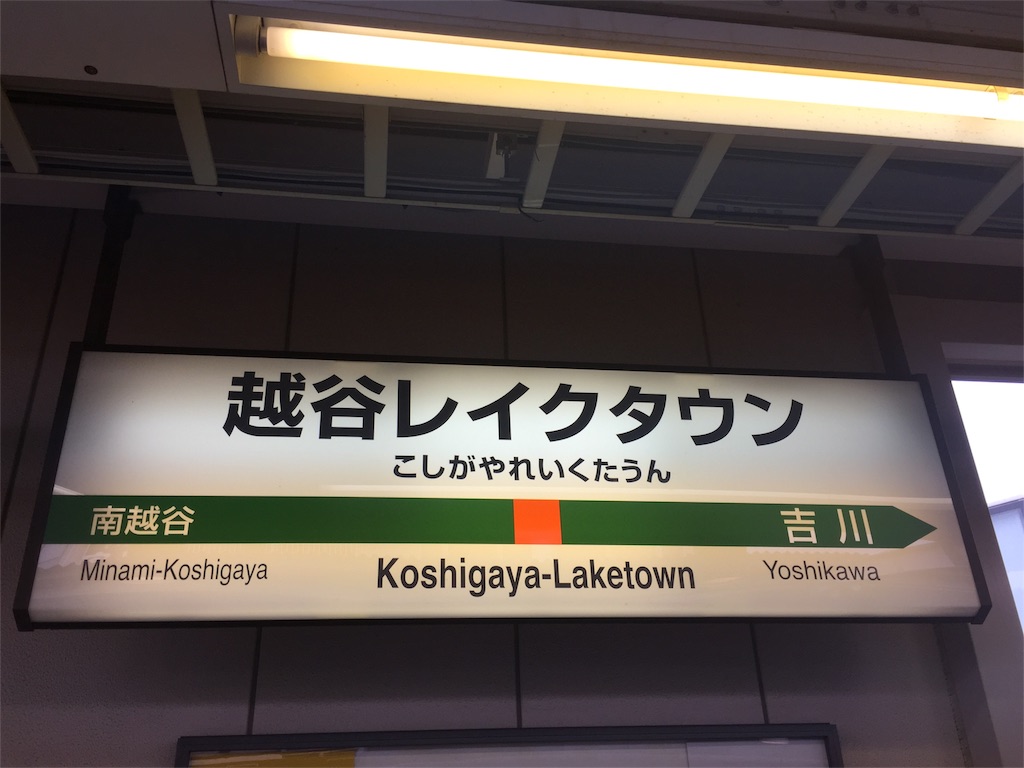 越谷レイクタウン
こしがやれいくたうん
南越谷 吉川
Minami-Koshigaya Koshigaya-Laketown Yoshikawa